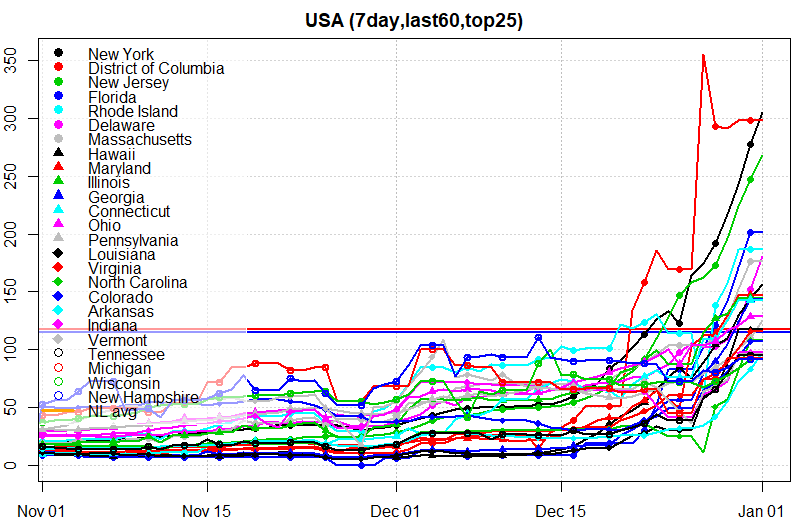 USA (7day,last60,top25)
350
300
250
200
150
100
50
0
New York
District of Columbia
New Jersey
Florida
Rhode Island
Delaware
Massachusetts
Hawaii
Maryland
Illinois
Georgia
Connecticut
Ohio
Pennsylvania
Louisiana
Virginia
North Carolina
Colorado
Arkansas
Indiana
Vermont
Tennessee
Michigan
Wisconsin
New Hampshire
NL avg
Nov 01
Nov 15
Dec 01
Dec 15
Jan 01